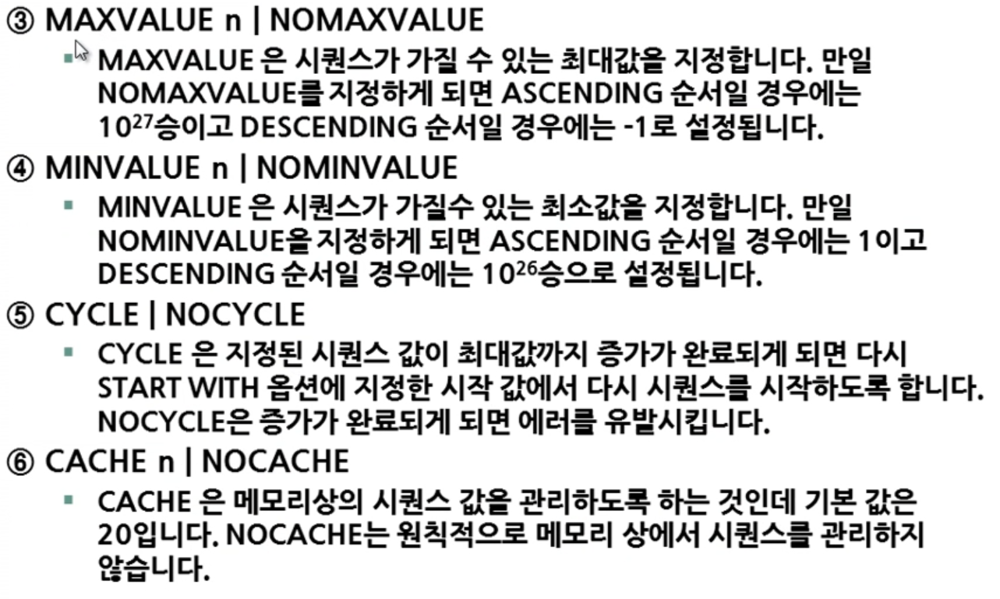 ③ MAXVALUE n | NOMAXVALUE
▪ MAXVALUE 은 시퀀스가 가질 수 있는 최대값을 지정합니다. 만일
NOMAXVALUE를 지정하게 되면 ASCENDING 순서일 경우에는
10²⁷승이고 DESCENDING 순서일 경우에는 -1로 설정됩니다.
④ MINVALUE n | NOMINVALUE
▪ MINVALUE 은 시퀀스가 가질수 있는 최소값을 지정합니다. 만일
NOMINVALUE을 지정하게 되면 ASCENDING 순서일 경우에는 1이고
DESCENDING 순서일 경우에는 10²⁶승으로 설정됩니다.
⑤ CYCLE | NOCYCLE
▪ CYCLE 은 지정된 시퀀스 값이 최대값까지 증가가 완료되게 되면 다시
START WITH 옵션에 지정한 시작 값에서 다시 시퀀스를 시작하도록 합니다.
NOCYCLE은 증가가 완료되게 되면 에러를 유발시킵니다.
⑥ CACHE n | NOCACHE
▪ CACHE 은 메모리상의 시퀀스 값을 관리하도록 하는 것인데 기본 값은
20입니다. NOCACHE는 원칙적으로 메모리 상에서 시퀀스를 관리하지
않습니다.